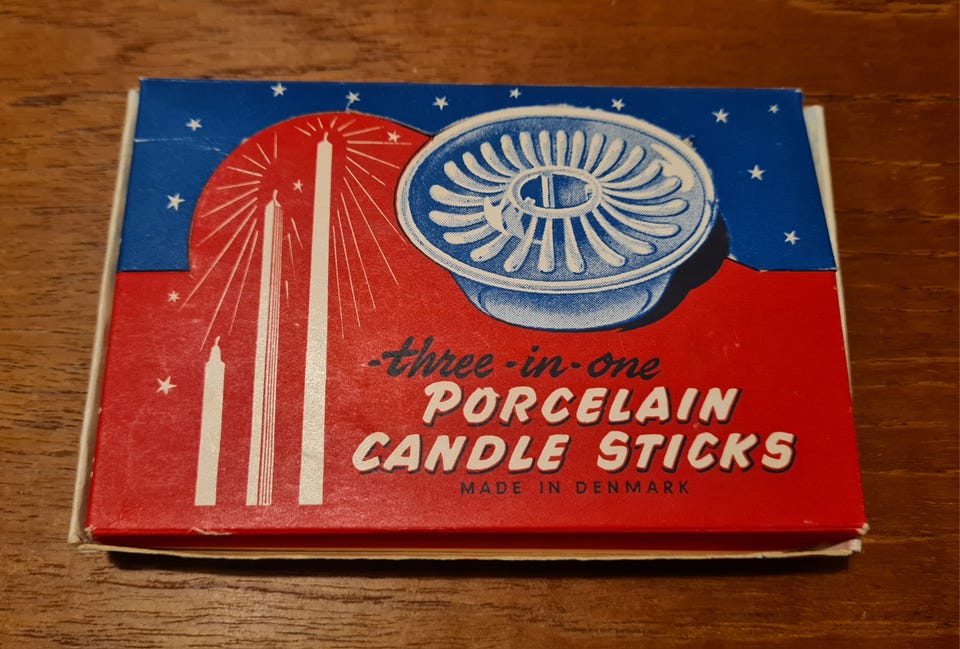 -three-in-one
PORCELAIN
CANDLE STICKS
MADE IN DENMARK